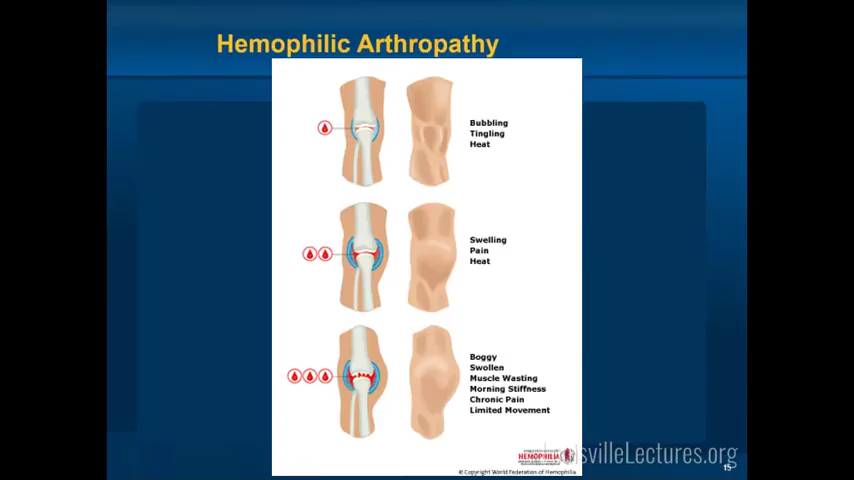 Hemophilic Arthropathy
Bubbling
Tingling
Heat
Swelling
Pain
Heat
Boggy
Swollen
Muscle Wasting
Morning Stiffness
Chronic Pain
Limited Movement
HEMOPHILIA
svilleLectures.org
15
© Copyright World Federation of Hemophilia